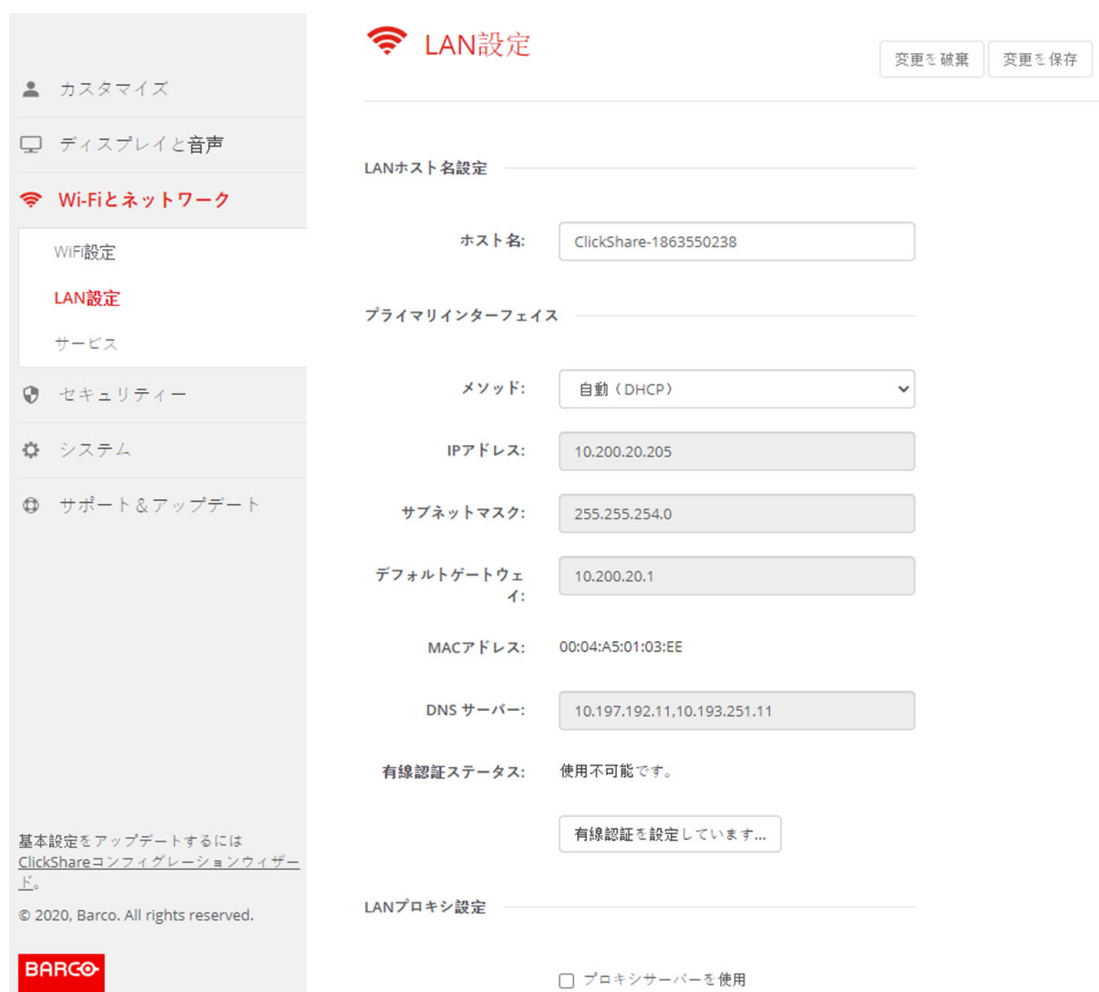 カスタマイズ
ディスプレイと音声
Wi-Fiとネットワーク
WiFi設定
LAN設定
サービス
セキュリティー
システム
サポート＆アップデート
基本設定をアップデートするには
ClickShareコンフィグレーションウィザー
ド。
© 2020, Barco. All rights reserved.
BARCO
LAN設定
変更を破棄 変更を保存
LANホスト名設定
ホスト名: ClickShare-1863550238
プライマリインターフェイス
メソッド: 自動（DHCP）
IPアドレス: 10.200.20.205
サブネットマスク: 255.255.254.0
デフォルトゲートウェ 10.200.20.1
イ:
MACアドレス: 00:04:A5:01:03:EE
DNS サーバー: 10.197.192.11,10.193.251.11
有線認証ステータス: 使用不可能です。
有線認証を設定しています...
LANプロキシ設定
プロキシサーバーを使用